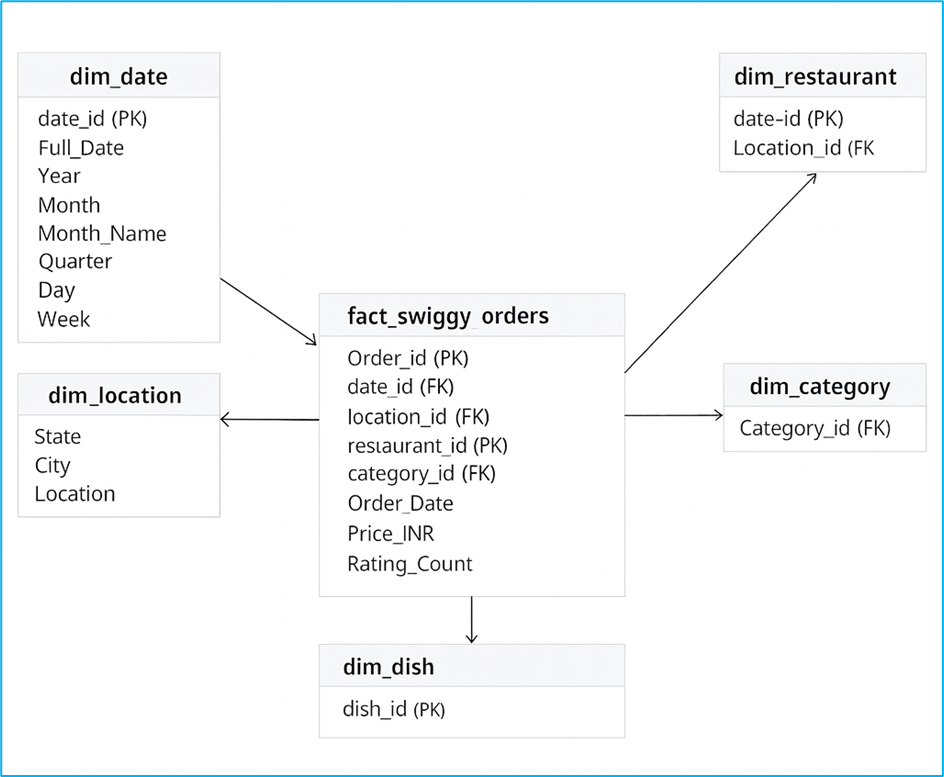 dim_date
date_id (PK)
Full_Date
Year
Month
Month_Name
Quarter
Day
Week
dim_restaurant
date-id (PK)
Location_id (FK
fact_swiggy_orders
Order_id (PK)
date_id (FK)
location_id (FK)
restaurant_id (PK)
category_id (FK)
Order_Date
Price_INR
Rating_Count
dim_location
State
City
Location
dim_category
Category_id (FK)
dim_dish
dish_id (PK)